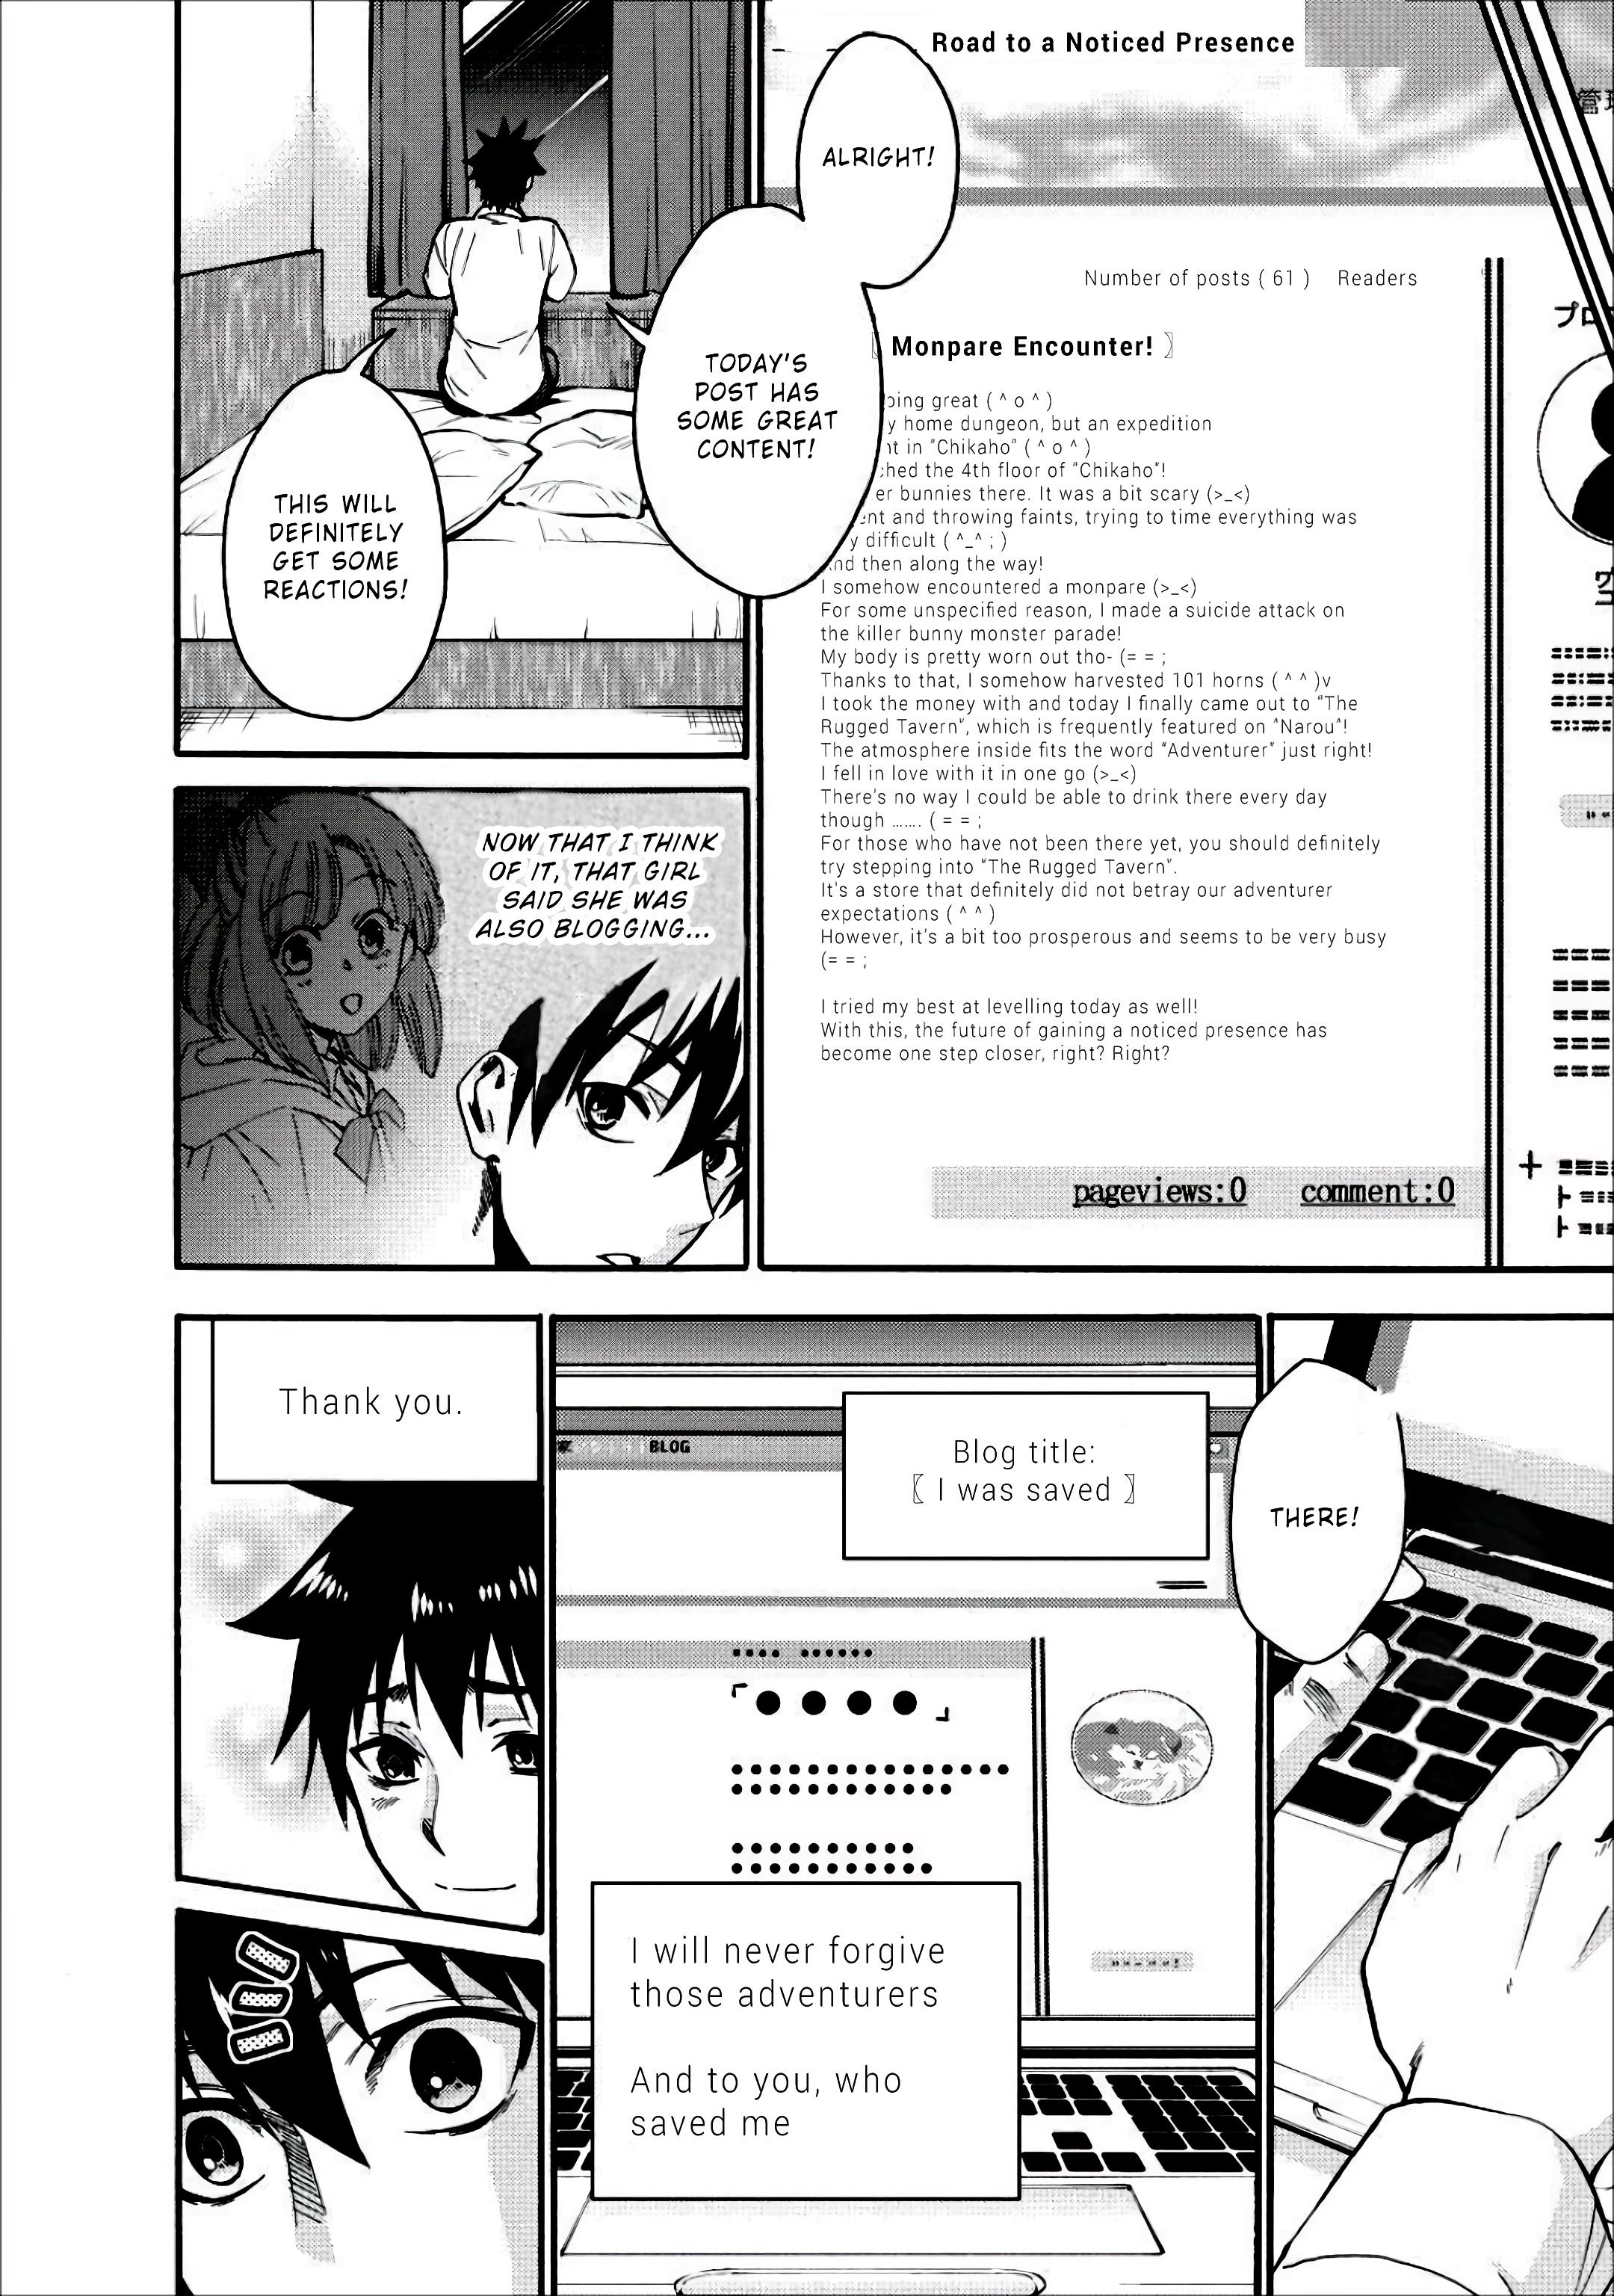 Road to a Noticed Presence
管理
Number of posts ( 61 ) Readers
プロ
〖 Monpare Encounter! 〗
great ( ^ o ^ )
home dungeon, but an expedition
in "Chikaho" ( ^ o ^ )
the 4th floor of "Chikaho"!
bunnies there. It was a bit scary (>_<)
and throwing faints, trying to time everything was
difficult ( ^_^ ; )
And then along the way!
I somehow encountered a monpare (>_<)
For some unspecified reason, I made a suicide attack on
the killer bunny monster parade!
My body is pretty worn out tho- (= = ;
Thanks to that, I somehow harvested 101 horns ( ^ ^ )v
I took the money with and today I finally came out to "The
Rugged Tavern", which is frequently featured on "Narou"!
The atmosphere inside fits the word "Adventurer" just right!
I fell in love with it in one go (>_<)
There's no way I could be able to drink there every day
though ....... ( = = ;
For those who have not been there yet, you should definitely
try stepping into "The Rugged Tavern".
It's a store that definitely did not betray our adventurer
expectations ( ^ ^ )
However, it's a bit too prosperous and seems to be very busy
(= = ;
I tried my best at levelling today as well!
With this, the future of gaining a noticed presence has
become one step closer, right? Right?
pageviews:0 comment:0
ALRIGHT!
TODAY'S
POST HAS
SOME GREAT
CONTENT!
THIS WILL
DEFINITELY
GET SOME
REACTIONS!
NOW THAT I THINK
OF IT, THAT GIRL
SAID SHE WAS
ALSO BLOGGING...
THERE!
BLOG
Blog title:
〖 I was saved 〗
I will never forgive
those adventurers
And to you, who
saved me
Thank you.